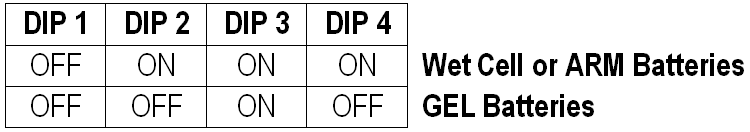 DIP 1 DIP 2 DIP 3 DIP 4
OFF ON ON ON Wet Cell or ARM Batteries
OFF OFF ON OFF GEL Batteries